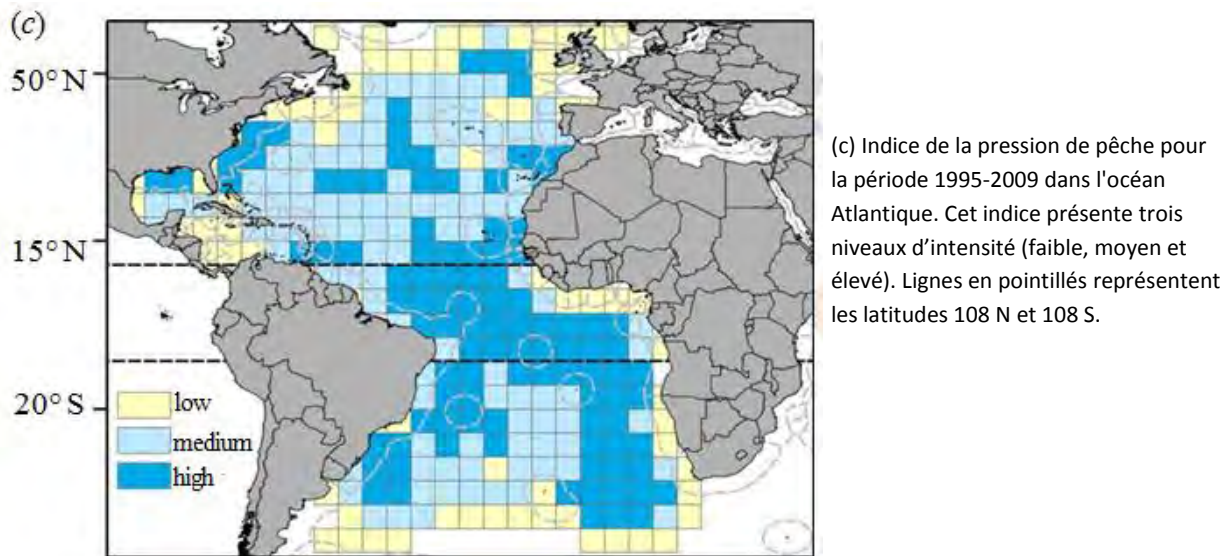 (c)
50°N
15°N
20°S
low
medium
high
(c) Indice de la pression de pêche pour
la période 1995-2009 dans l'océan
Atlantique. Cet indice présente trois
niveaux d’intensité (faible, moyen et
élevé). Lignes en pointillés représentent
les latitudes 108 N et 108 S.